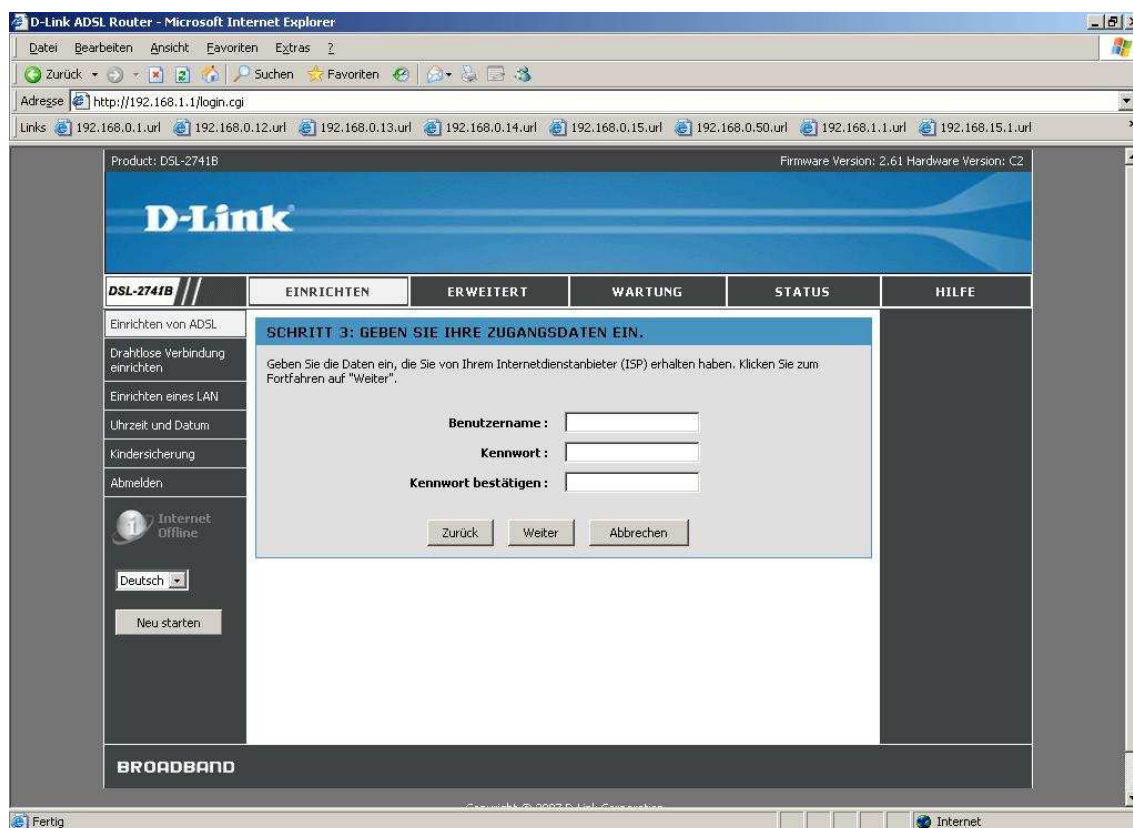 D-Link ADSL Router - Microsoft Internet Explorer
Datei Bearbeiten Ansicht Favoriten Extras ?
Zurück Suchen Favoriten
Adresse http://192.168.1.1/login.cgi
Links 192.168.0.1.url 192.168.0.12.url 192.168.0.13.url 192.168.0.14.url 192.168.0.15.url 192.168.0.50.url 192.168.1.1.url 192.168.15.1.url
Product: DSL-2741B Firmware Version: 2.61 Hardware Version: C2
D-Link
DSL-2741B EINRICHTEN ERWEITERT WARTUNG STATUS HILFE
Einrichten von ADSL
Drahtlose Verbindung
einrichten
Einrichten eines LAN
Uhrzeit und Datum
Kindersicherung
Abmelden
Internet
Offline
Deutsch
Neu starten
SCHRITT 3: GEBEN SIE IHRE ZUGANGSDATEN EIN.
Geben Sie die Daten ein, die Sie von Ihrem Internetdienstanbieter (ISP) erhalten haben. Klicken Sie zum
Fortfahren auf "Weiter".
Benutzername :
Kennwort :
Kennwort bestätigen :
Zurück Weiter Abbrechen
BROADBAND
Copyright © 2007 D-Link Corporation
Fertig Internet